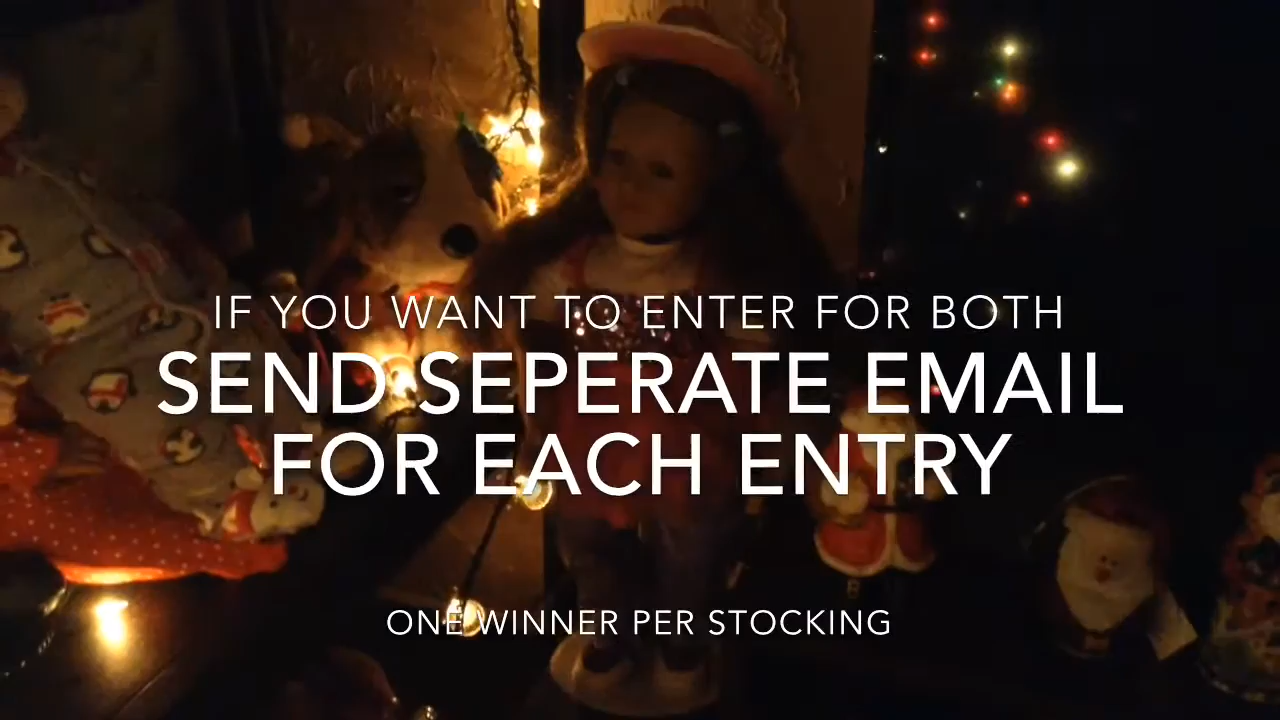 IF YOU WANT TO ENTER FOR BOTH
SEND SEPERATE EMAIL
FOR EACH ENTRY
ONE WINNER PER STOCKING